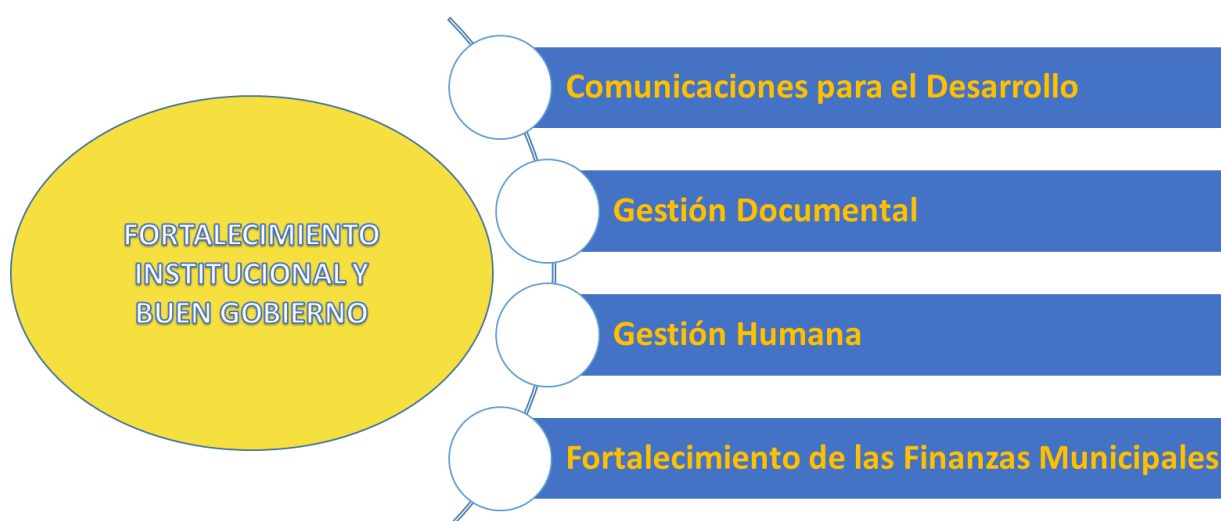 FORTALECIMIENTO
INSTITUCIONAL Y
BUEN GOBIERNO
Comunicaciones para el Desarrollo
Gestión Documental
Gestión Humana
Fortalecimiento de las Finanzas Municipales